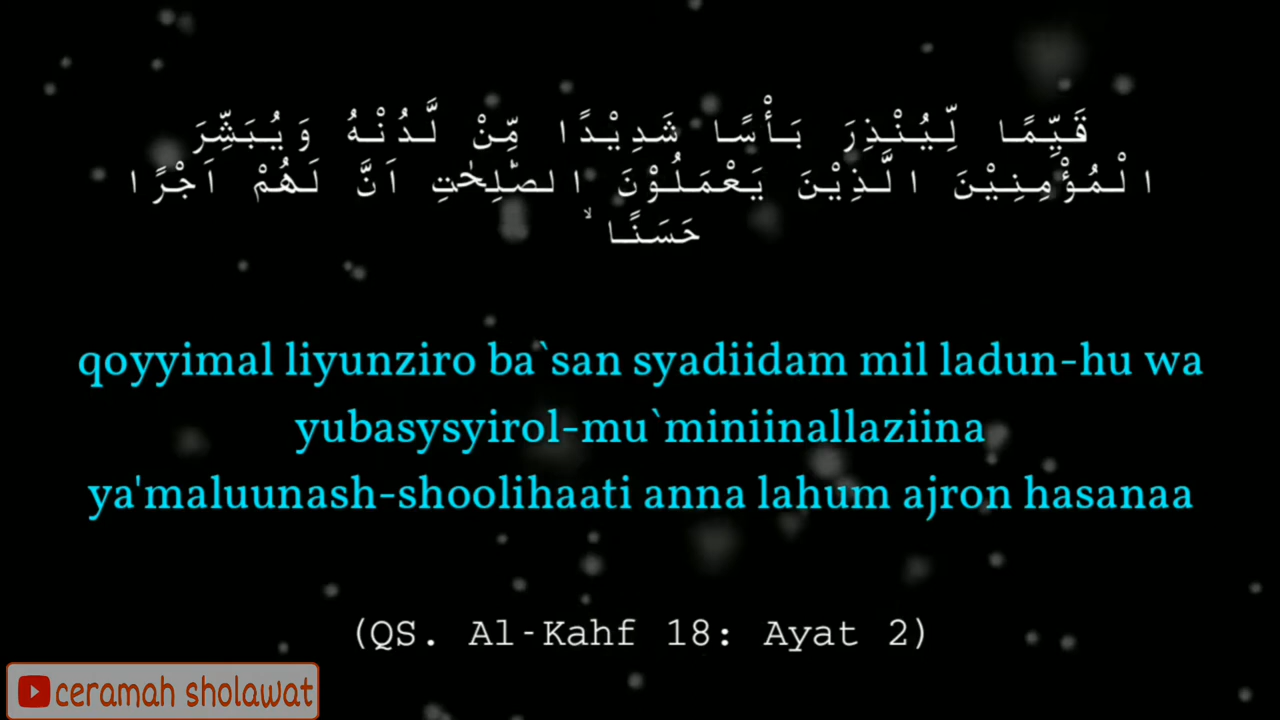 قَيِّمًا لِّيُنْذِرَ بَأْسًا شَدِيْدًا مِّنْ لَّدُنْهُ وَيُبَشِّرَ
الْمُؤْمِنِيْنَ الَّذِيْنَ يَعْمَلُوْنَ الصّٰلِحٰتِ اَنَّ لَهُمْ اَجْرًا
حَسَنًا ۙ
qoyyimal liyunziro ba`san syadiidam mil ladun-hu wa
yubasysyirol-mu`miniinallaziina
ya'maluunash-shoolihaati anna lahum ajron hasanaa
(QS. Al-Kahf 18: Ayat 2)
ceramah sholawat